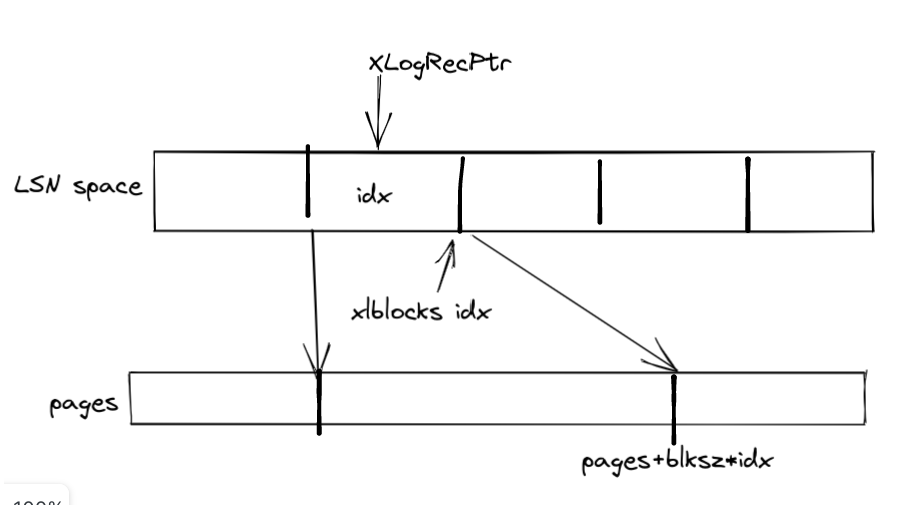 xLogRecPtr
LSN space
idx
xlblocks idx
pages
pages+blksz*idx